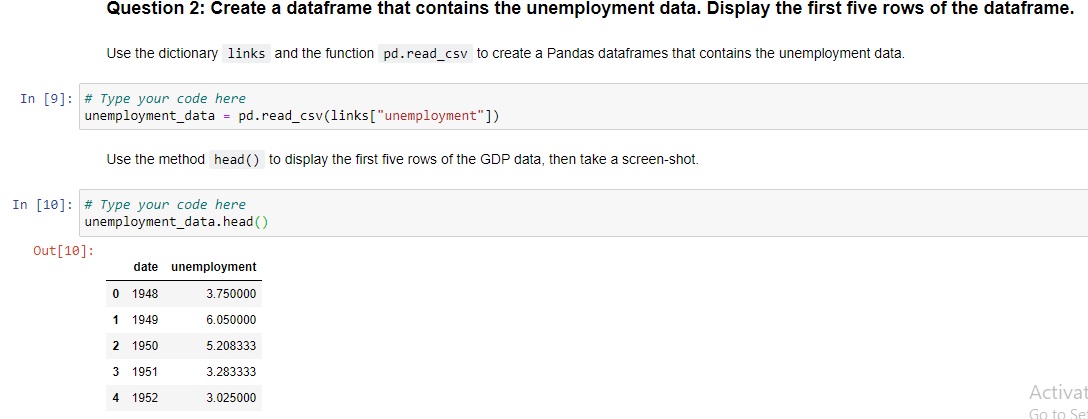 Question 2: Create a dataframe that contains the unemployment data. Display the first five rows of the dataframe.
Use the dictionary links and the function pd.read_csv to create a Pandas dataframes that contains the unemployment data.
In [9]: # Type your code here
unemployment_data = pd.read_csv(links["unemployment"])
Use the method head() to display the first five rows of the GDP data, then take a screen-shot.
In [10]: # Type your code here
unemployment_data.head()
Out[10]:
date unemployment
0 1948 3.750000
1 1949 6.050000
2 1950 5.208333
3 1951 3.283333
4 1952 3.025000
Activat
Go to Se